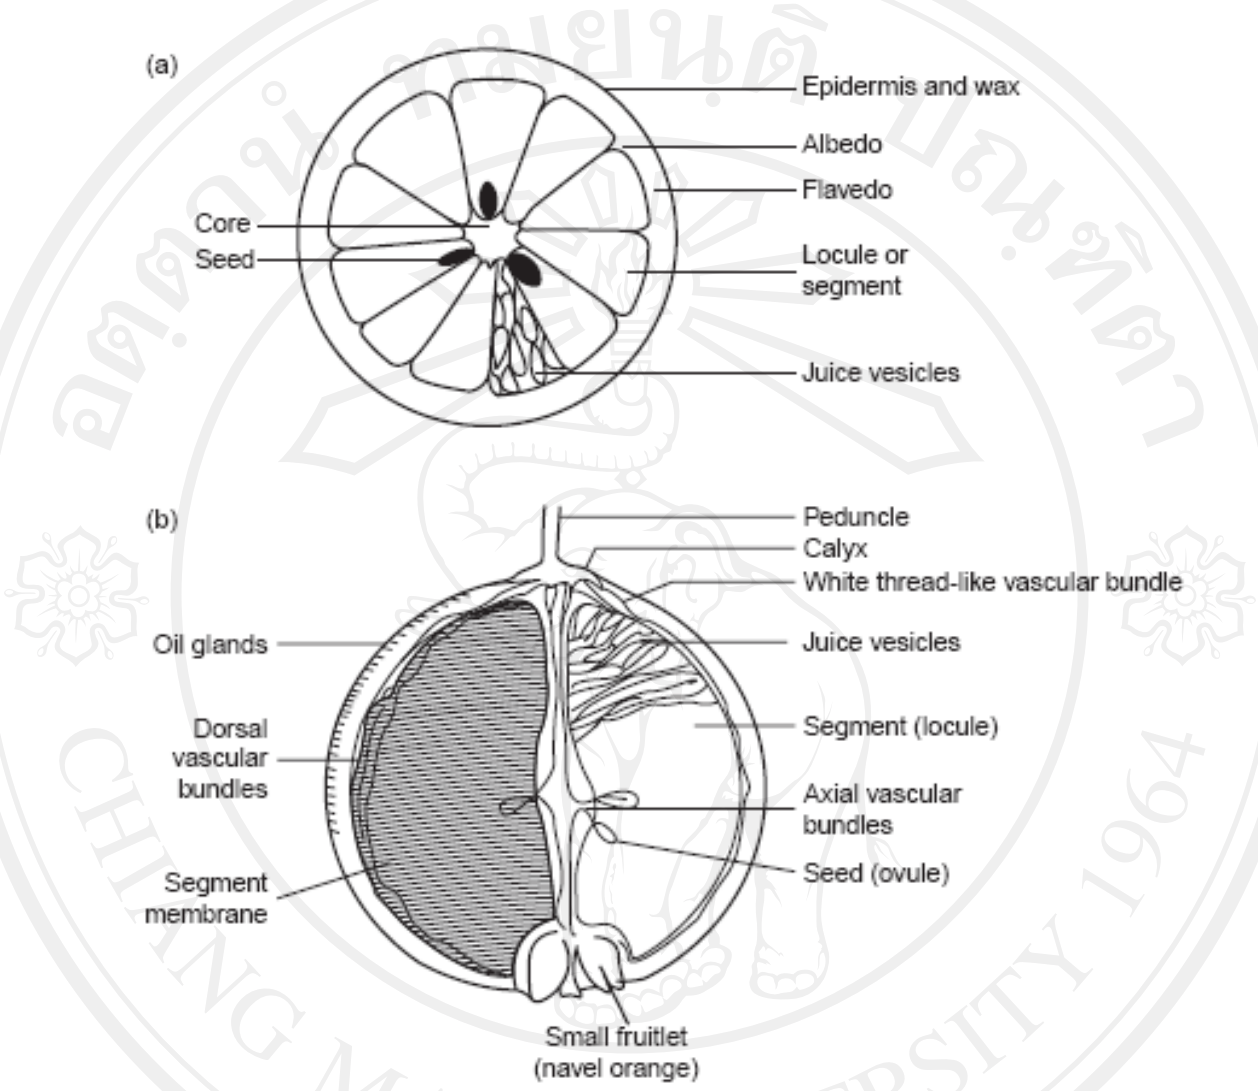 (a)
Epidermis and wax
Albedo
Flavedo
Core
Seed
Locule or
segment
Juice vesicles
(b)
Peduncle
Calyx
White thread-like vascular bundle
Oil glands
Juice vesicles
Dorsal
vascular
bundles
Segment (locule)
Axial vascular
bundles
Seed (ovule)
Segment
membrane
Small fruitlet
(navel orange)
1964